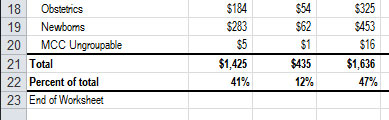 18 Obstetrics $184 $54 $325
19 Newborns $283 $62 $453
20 MCC Ungroupable $5 $1 $16
21 Total $1,425 $435 $1,636
22 Percent of total 41% 12% 47%
23 End of Worksheet